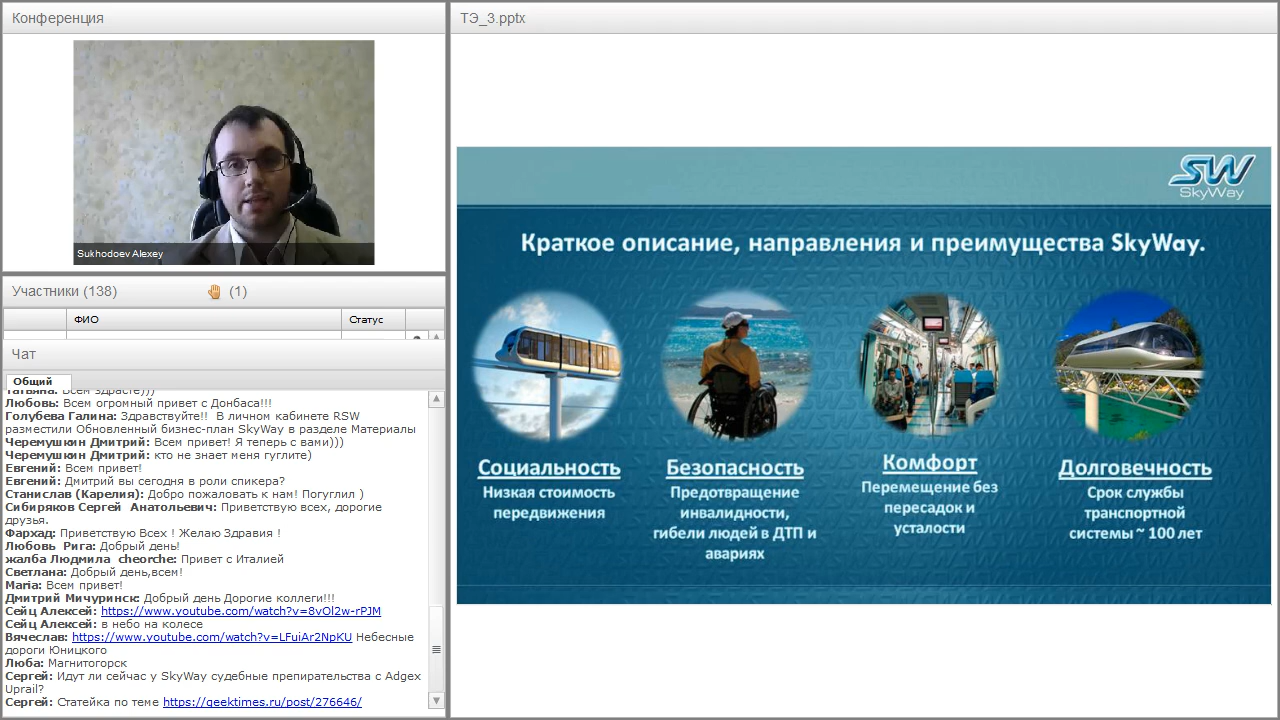 Конференция
Sukhodoev Alexey
Участники (138)
(1)
ФИО
Статус
Чат
Общий
Татьяна: Всем здрасте)))
Любовь: Всем огромный привет с Донбаса!!!
Голубева Галина: Здравствуйте!! В личном кабинете RSW
разместили Обновленный бизнес-план SkyWay в разделе Материалы
Черемушкин Дмитрий: Всем привет! Я теперь с вами)))
Черемушкин Дмитрий: кто не знает меня гуглите)
Евгений: Всем привет!
Евгений: Дмитрий вы сегодня в роли спикера?
Станислав (Карелия): Добро пожаловать к нам! Погуглил )
Сибиряков Сергей Анатольевич: Приветствую всех, дорогие
друзья.
Фархад: Приветствую Всех ! Желаю Здравия !
Любовь Рига: Добрый день!
жалба Людмила cheorche: Привет с Италией
Светлана: Добрый день,всем!
Maria: Всем привет!
Дмитрий Мичуринск: Добрый день Дорогие коллеги!!!
Сейц Алексей: https://www.youtube.com/watch?v=8vOl2w-rPJM
Сейц Алексей: в небо на колесе
Вячеслав: https://www.youtube.com/watch?v=LFuiAr2NpKU Небесные
дороги Юницкого
Люба: Магнитогорск
Сергей: Идут ли сейчас у SkyWay судебные препирательства с Adgex
Uprail?
Сергей: Статейка по теме https://geektimes.ru/post/276646/
ТЭ_3.pptx
SW
SkyWay
Краткое описание, направления и преимущества SkyWay.
Социальность
Низкая стоимость
передвижения
Безопасность
Предотвращение
инвалидности,
гибели людей в ДТП и
авариях
Комфорт
Перемещение без
пересадок и
усталости
Долговечность
Срок службы
транспортной
системы ~ 100 лет